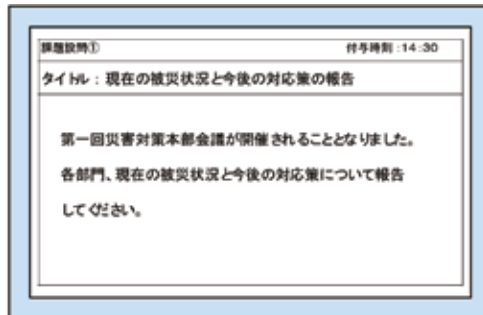 課題設問① 付与時刻:14:30
タイトル:現在の被災状況と今後の対応策の報告
第一回災害対策本部会議が開催されることとなりました。
各部門、現在の被災状況と今後の対応策について報告
してください。